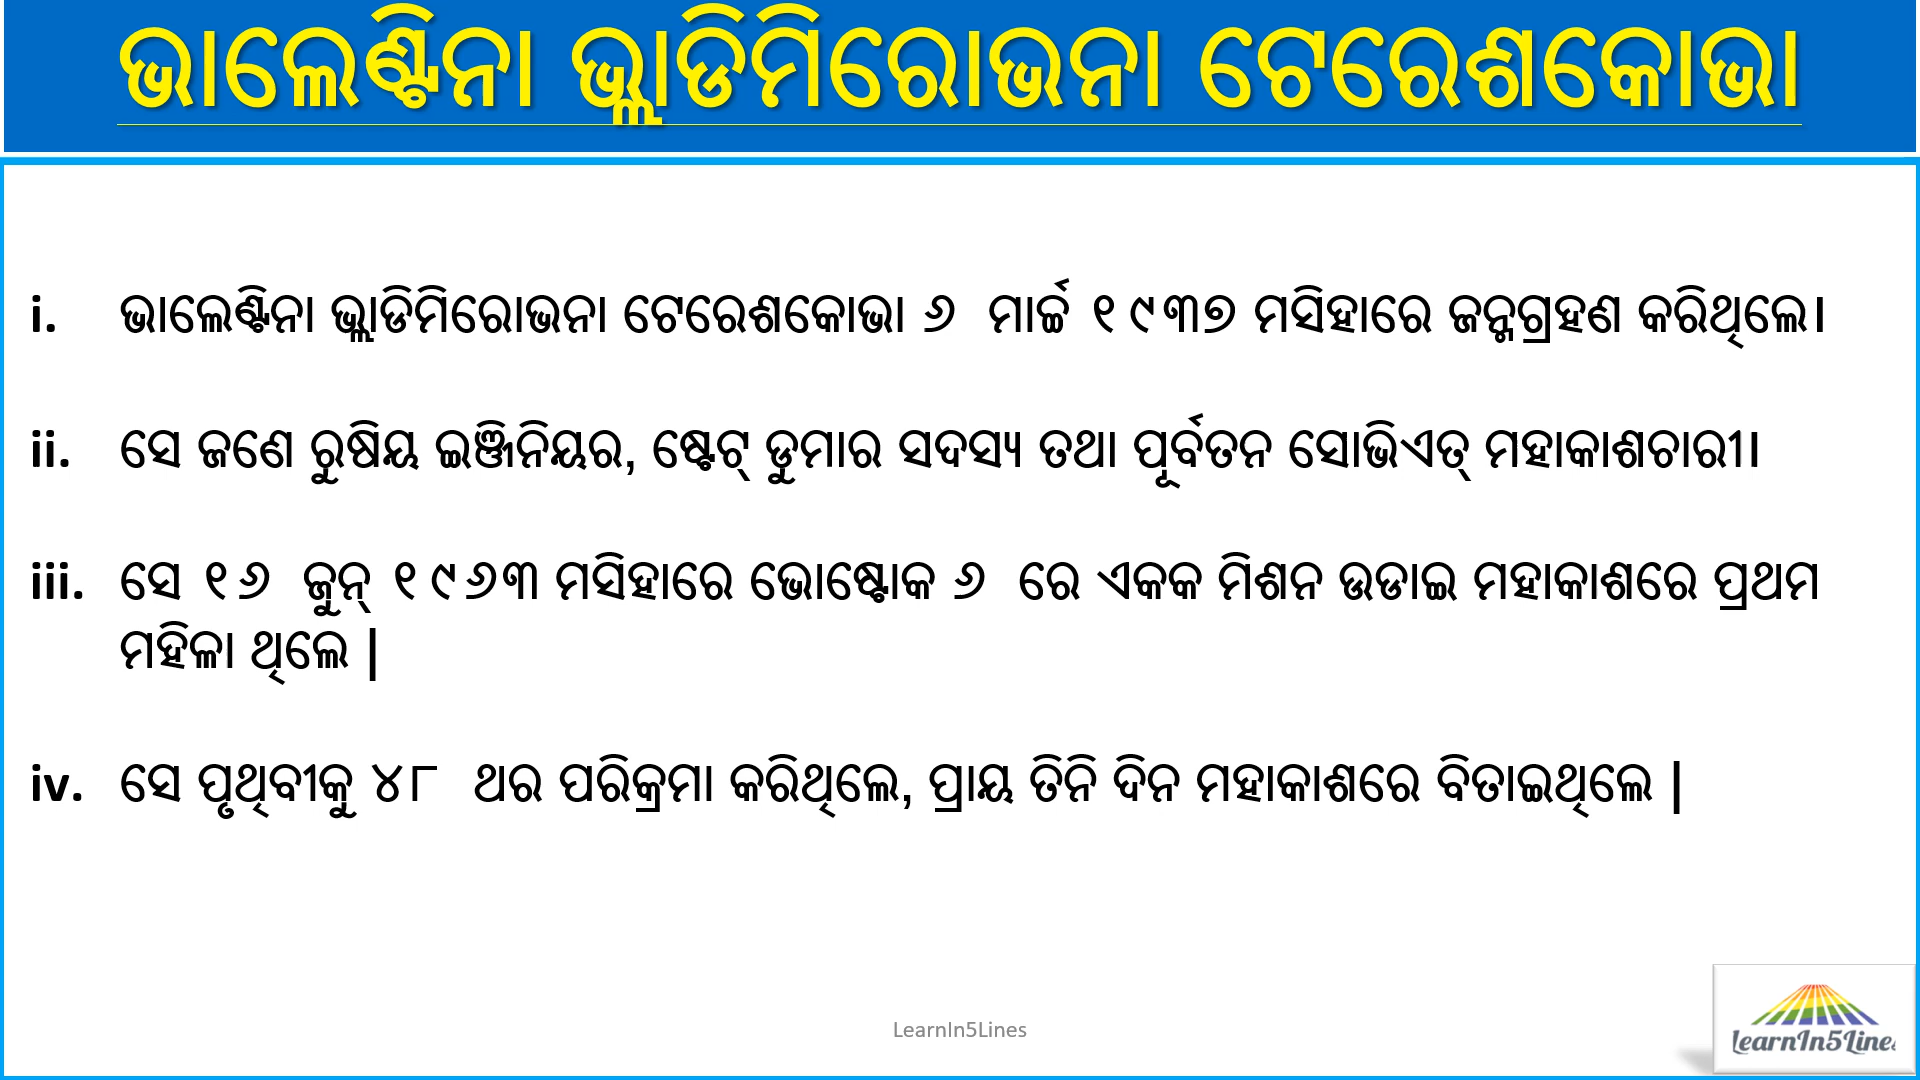 ଭାଲେଣ୍ଟିନା ଭ୍ଲାଡିମିରୋଭନା ଟେରେଶକୋଭା
i. ଭାଲେଣ୍ଟିନା ଭ୍ଲାଡିମିରୋଭନା ଟେରେଶକୋଭା ୬ ମାର୍ଚ୍ଚ ୧୯୩୭ ମସିହାରେ ଜନ୍ମଗ୍ରହଣ କରିଥିଲେ।
ii. ସେ ଜଣେ ରୁଷିୟ ଇଞ୍ଜିନିୟର, ଷ୍ଟେଟ୍ ଡୁମାର ସଦସ୍ୟ ତଥା ପୂର୍ବତନ ସୋଭିଏତ୍ ମହାକାଶଚାରୀ।
iii. ସେ ୧୬ ଜୁନ୍ ୧୯୬୩ ମସିହାରେ ଭୋଷ୍ଟୋକ ୬ ରେ ଏକକ ମିଶନ ଉଡାଇ ମହାକାଶରେ ପ୍ରଥମ
ମହିଳା ଥିଲେ |
iv. ସେ ପୃଥିବୀକୁ ୪୮ ଥର ପରିକ୍ରମା କରିଥିଲେ, ପ୍ରାୟ ତିନି ଦିନ ମହାକାଶରେ ବିତାଇଥିଲେ |
LearnIn5Lines
LearnIn5Lines